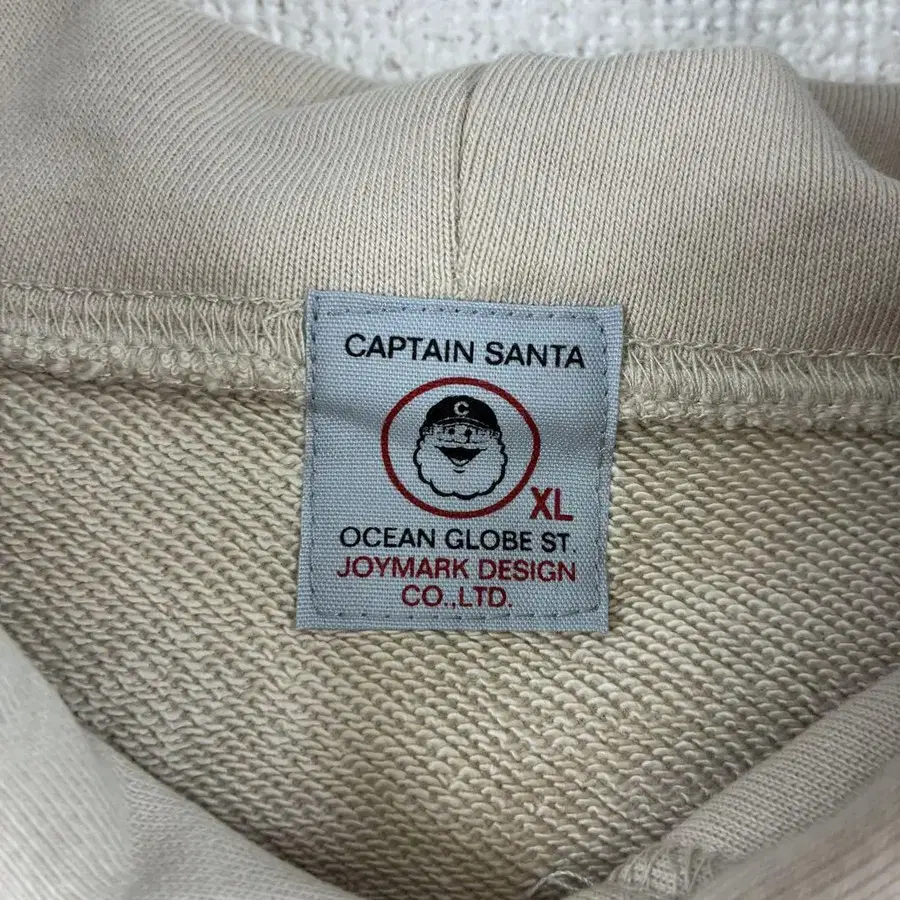 CAPTAIN SANTA
C
XL
OCEAN GLOBE ST.
JOYMARK DESIGN
CO.,LTD.